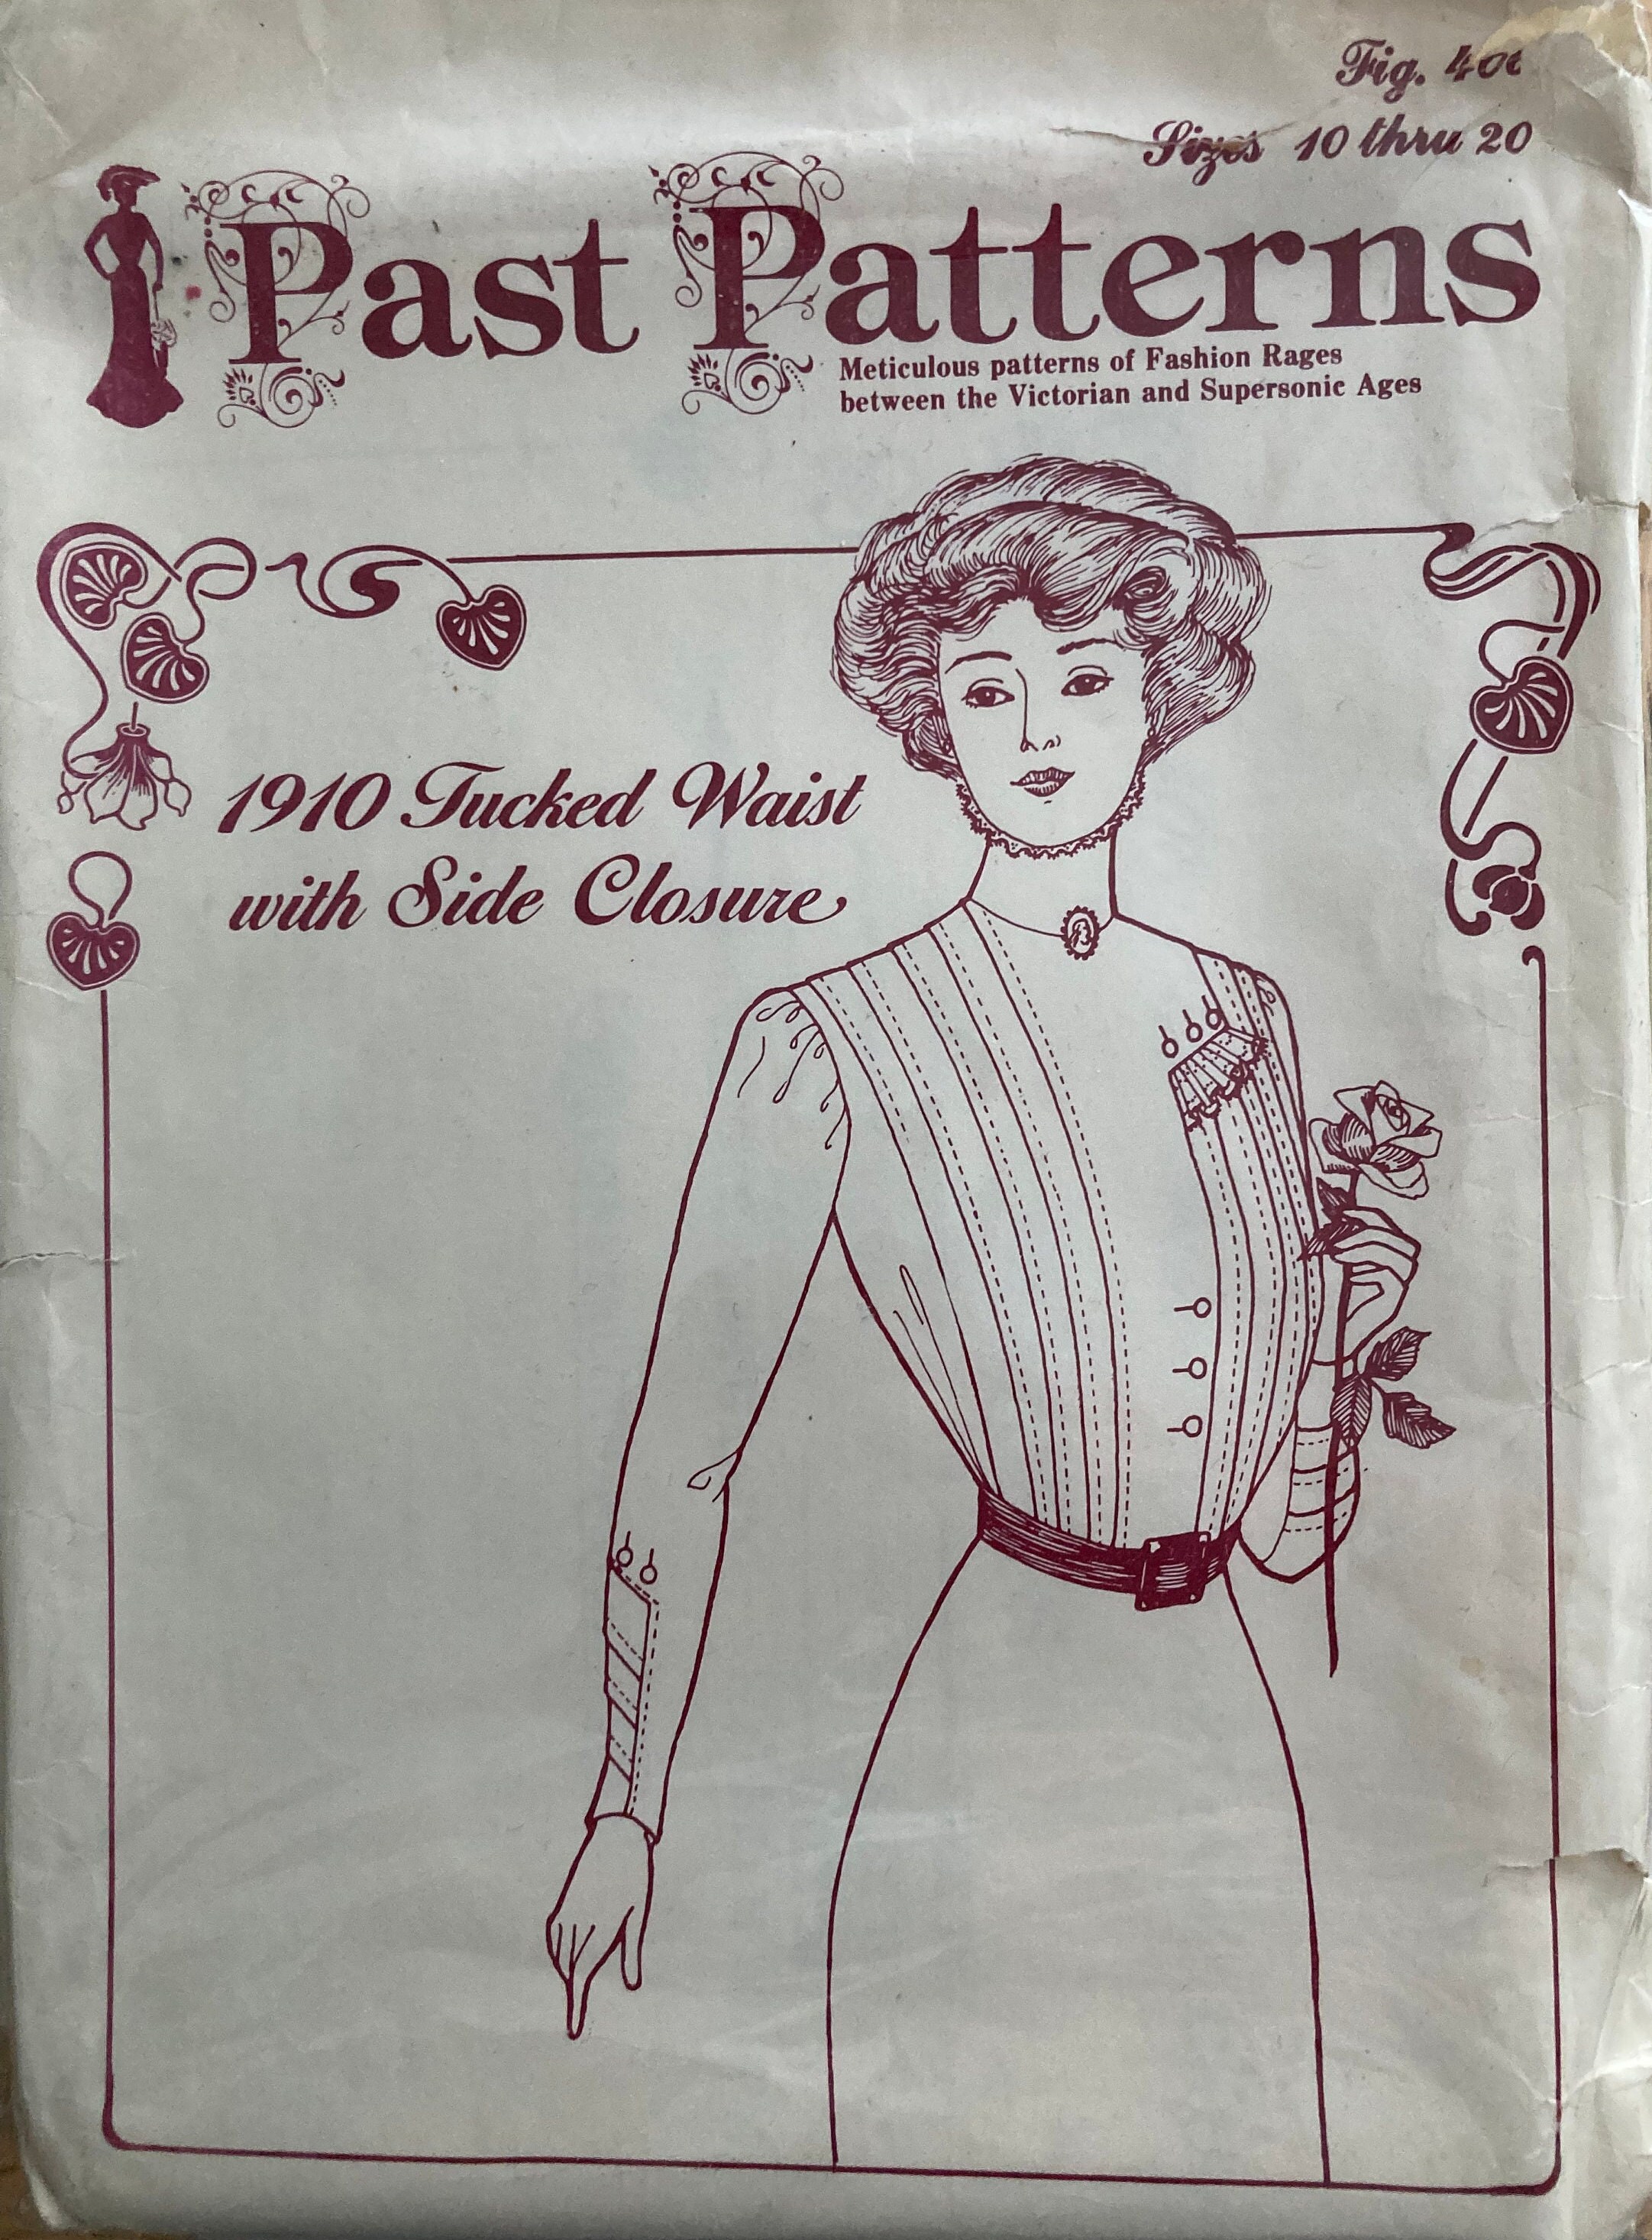 Fig.
Sizes 10 thru 20
Past Patterns
Meticulous patterns of Fashion Rages
between the Victorian and Supersonic Ages
1910 Tucked Waist
with Side Closure